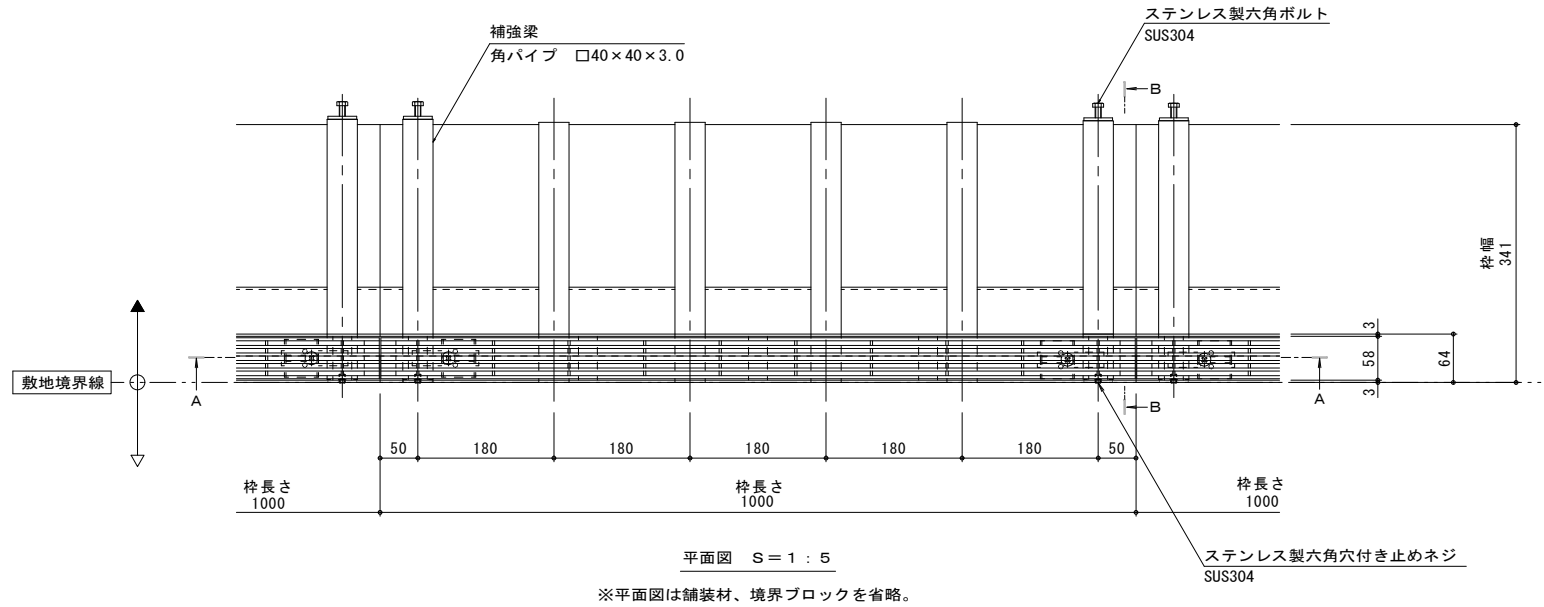 ステンレス製六角ボルト
SUS304
補強梁
角パイプ　□40×40×3.0
B
枠幅
341
3
58
64
3
敷地境界線
A
A
B
50
180
180
180
180
180
50
枠長さ
1000
枠長さ
1000
枠長さ
1000
平面図　S＝1：5
ステンレス製六角穴付き止めネジ
SUS304
※平面図は舗装材、境界ブロックを省略。